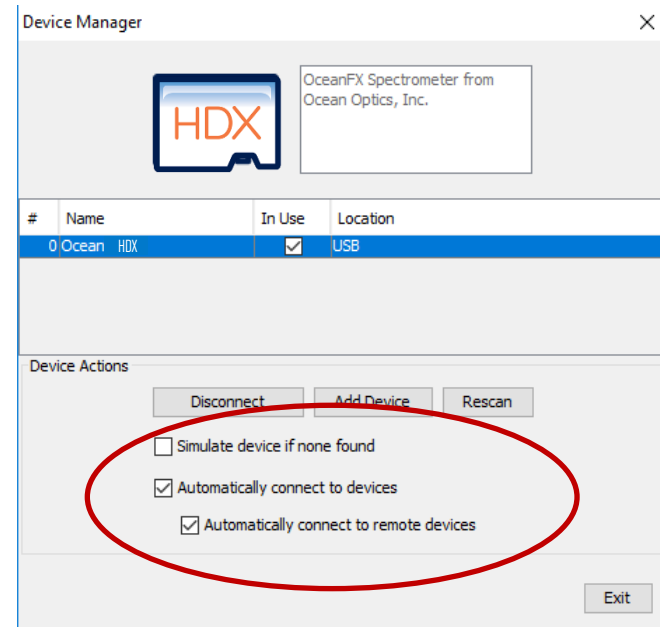 Device Manager
HDX
OceanFX Spectrometer from
Ocean Optics, Inc.
# Name In Use Location
0 Ocean HDX USB
Device Actions
Disconnect Add Device Rescan
Simulate device if none found
Automatically connect to devices
Automatically connect to remote devices
Exit